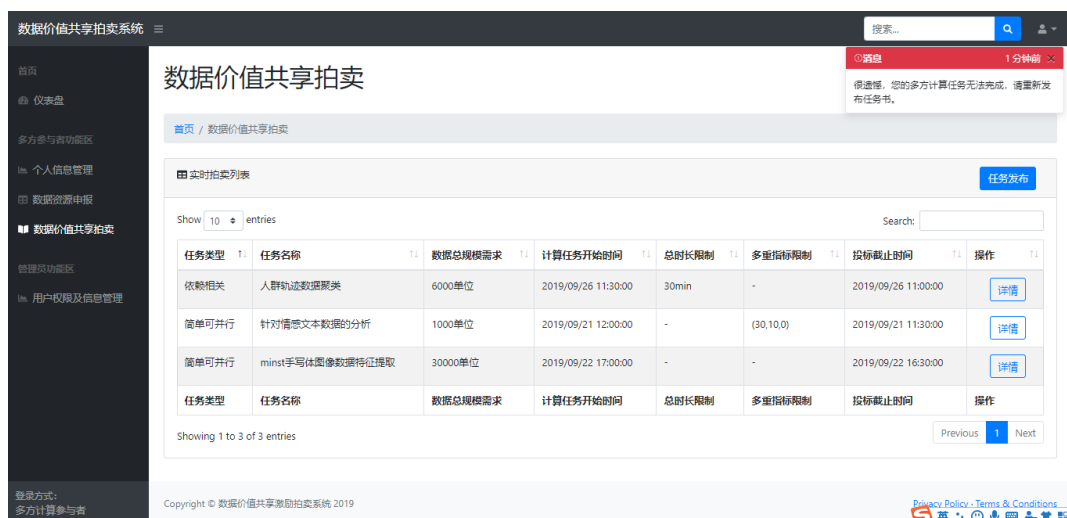 数据价值共享拍卖系统
搜索...
首页
仪表盘
多方参与者功能区
个人信息管理
数据资源申报
数据价值共享拍卖
管理员功能区
用户权限及信息管理
登录方式:
多方计算参与者
消息 1 分钟前
很遗憾，您的多方计算任务无法完成，请重新发
布任务书。
数据价值共享拍卖
首页 / 数据价值共享拍卖
实时拍卖列表 任务发布
Show 10 entries Search:
任务类型 任务名称 数据总规模需求 计算任务开始时间 总时长限制 多重指标限制 投标截止时间 操作
依赖相关 人群轨迹数据聚类 6000单位 2019/09/26 11:30:00 30min - 2019/09/26 11:00:00 详情
简单可并行 针对情感文本数据的分析 1000单位 2019/09/21 12:00:00 - (30,10,0) 2019/09/21 11:30:00 详情
简单可并行 minst手写体图像数据特征提取 30000单位 2019/09/22 17:00:00 - - 2019/09/22 16:30:00 详情
任务类型 任务名称 数据总规模需求 计算任务开始时间 总时长限制 多重指标限制 投标截止时间 操作
Showing 1 to 3 of 3 entries Previous 1 Next
Copyright © 数据价值共享激励拍卖系统 2019 Privacy Policy · Terms & Conditions
英